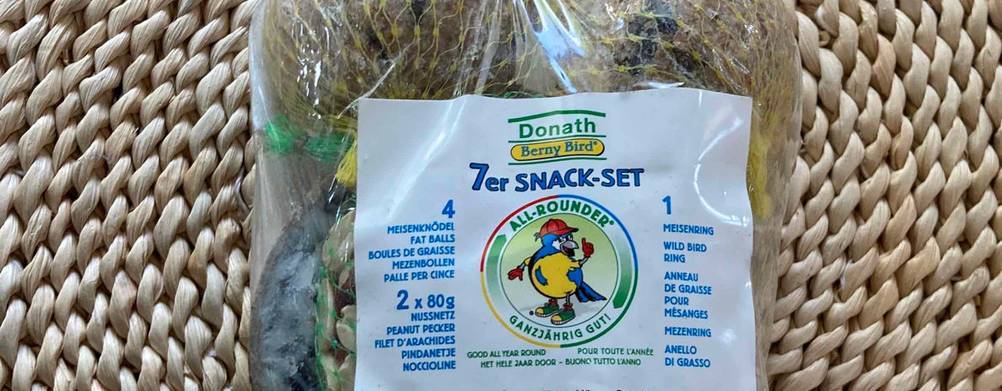 Donath
Berny Bird®
7er SNACK-SET
4
MEISENKNÖDEL
FAT BALLS
BOULES DE GRAISSE
MEZENBOLLEN
PALLE PER CINCE
2 x 80g
NUSSNETZ
PEANUT PECKER
FILET D'ARACHIDES
PINDANETJE
NOCCIOLINE
ALL-ROUNDER®
GANZJÄHRIG GUT!
1
MEISENRING
WILD BIRD
RING
ANNEAU
DE GRAISSE
POUR
MÉSANGES
MEZENRING
ANELLO
DI GRASSO
GOOD ALL YEAR ROUND POUR TOUTE L'ANNÉE
HET HELE JAAR DOOR – BUONO TUTTO L'ANNO